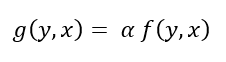 g(y,x) = α f(y,x)